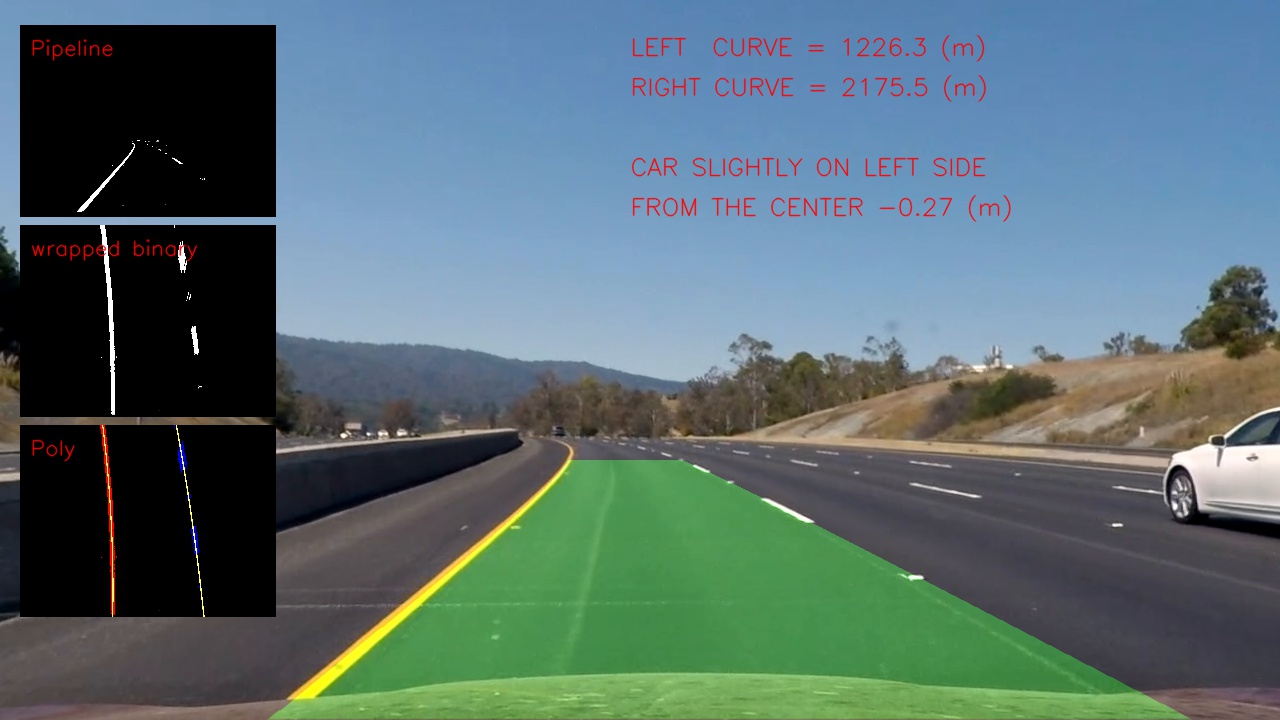 Pipeline
LEFT CURVE = 1226.3 (m)
RIGHT CURVE = 2175.5 (m)
CAR SLIGHTLY ON LEFT SIDE
FROM THE CENTER -0.27 (m)
wrapped binary
Poly